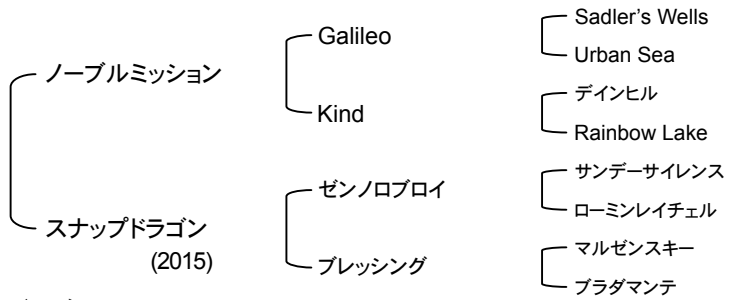 ノーブルミッション
Galileo
Sadler's Wells
Urban Sea
Kind
デインヒル
Rainbow Lake
スナップドラゴン
(2015)
ゼンノロブロイ
サンデーサイレンス
ローミンレイチェル
ブレッシング
マルゼンスキー
ブラダマンテ